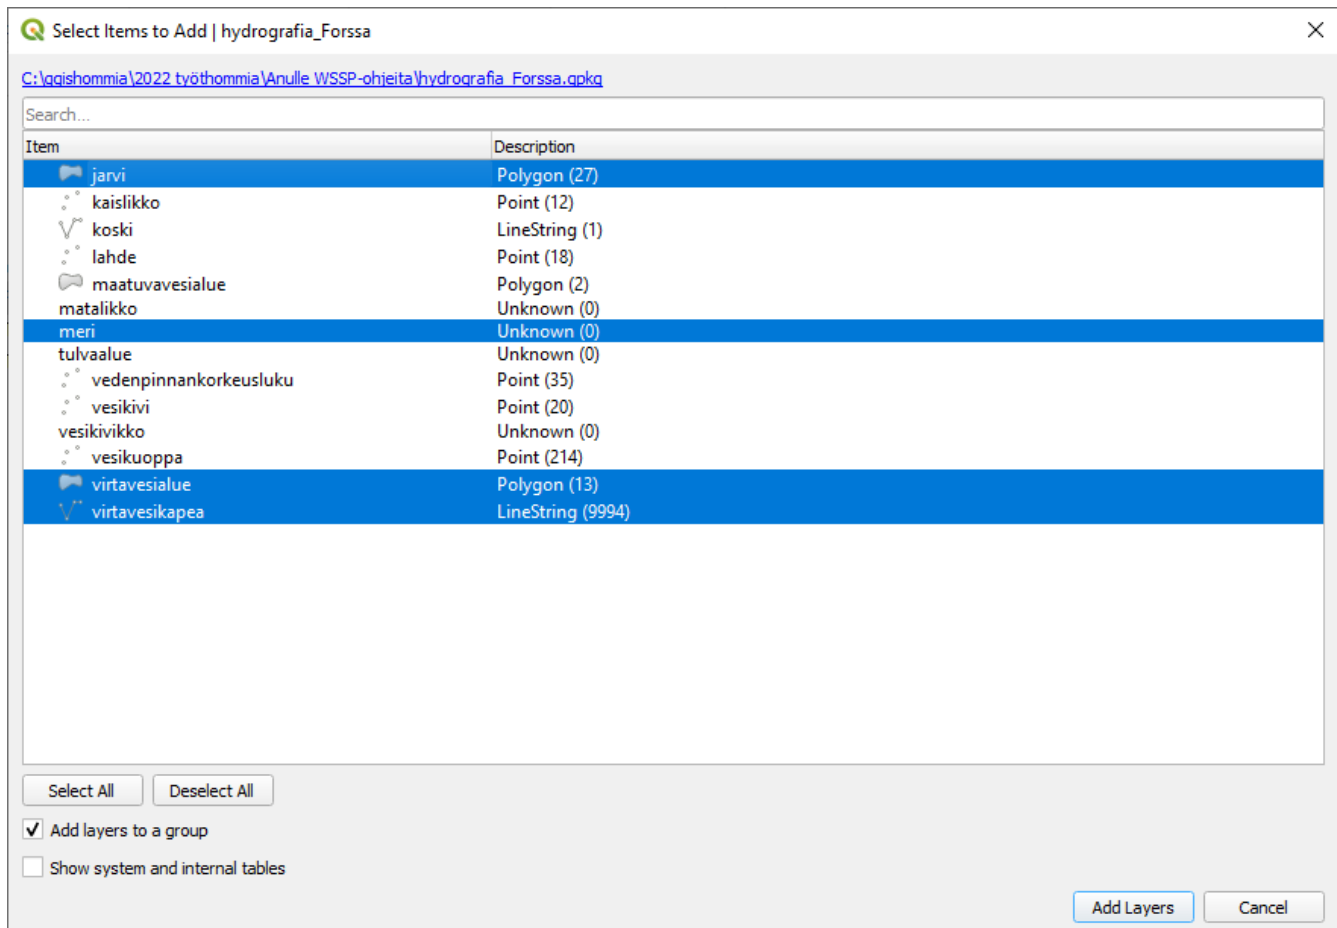 Select Items to Add | hydrografia_Forssa
C:\qgishommia\2022 työthommia\Anulle WSSP-ohjeita\hydrografia_Forssa.gpkg
Search...
Item Description
jarvi Polygon (27)
kaislikko Point (12)
koski LineString (1)
lahde Point (18)
maatuvavesialue Polygon (2)
matalikko Unknown (0)
meri Unknown (0)
tulvaalue Unknown (0)
vedenpinnankorkeusluku Point (35)
vesikivi Point (20)
vesikivikko Unknown (0)
vesikuoppa Point (214)
virtavesialue Polygon (13)
virtavesikapea LineString (9994)
Select All Deselect All
Add layers to a group
Show system and internal tables
Add Layers Cancel